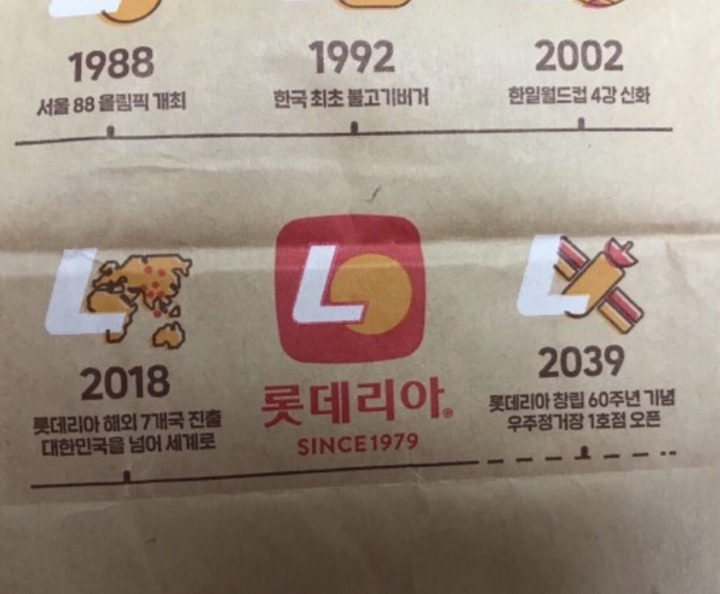 1988
서울 88 올림픽 개최
1992
한국 최초 불고기버거
2002
한일월드컵 4강 신화
2018
롯데리아 해외 7개국 진출
대한민국을 넘어 세계로
L
롯데리아®
SINCE 1979
2039
롯데리아 창립 60주년 기념
우주정거장 1호점 오픈